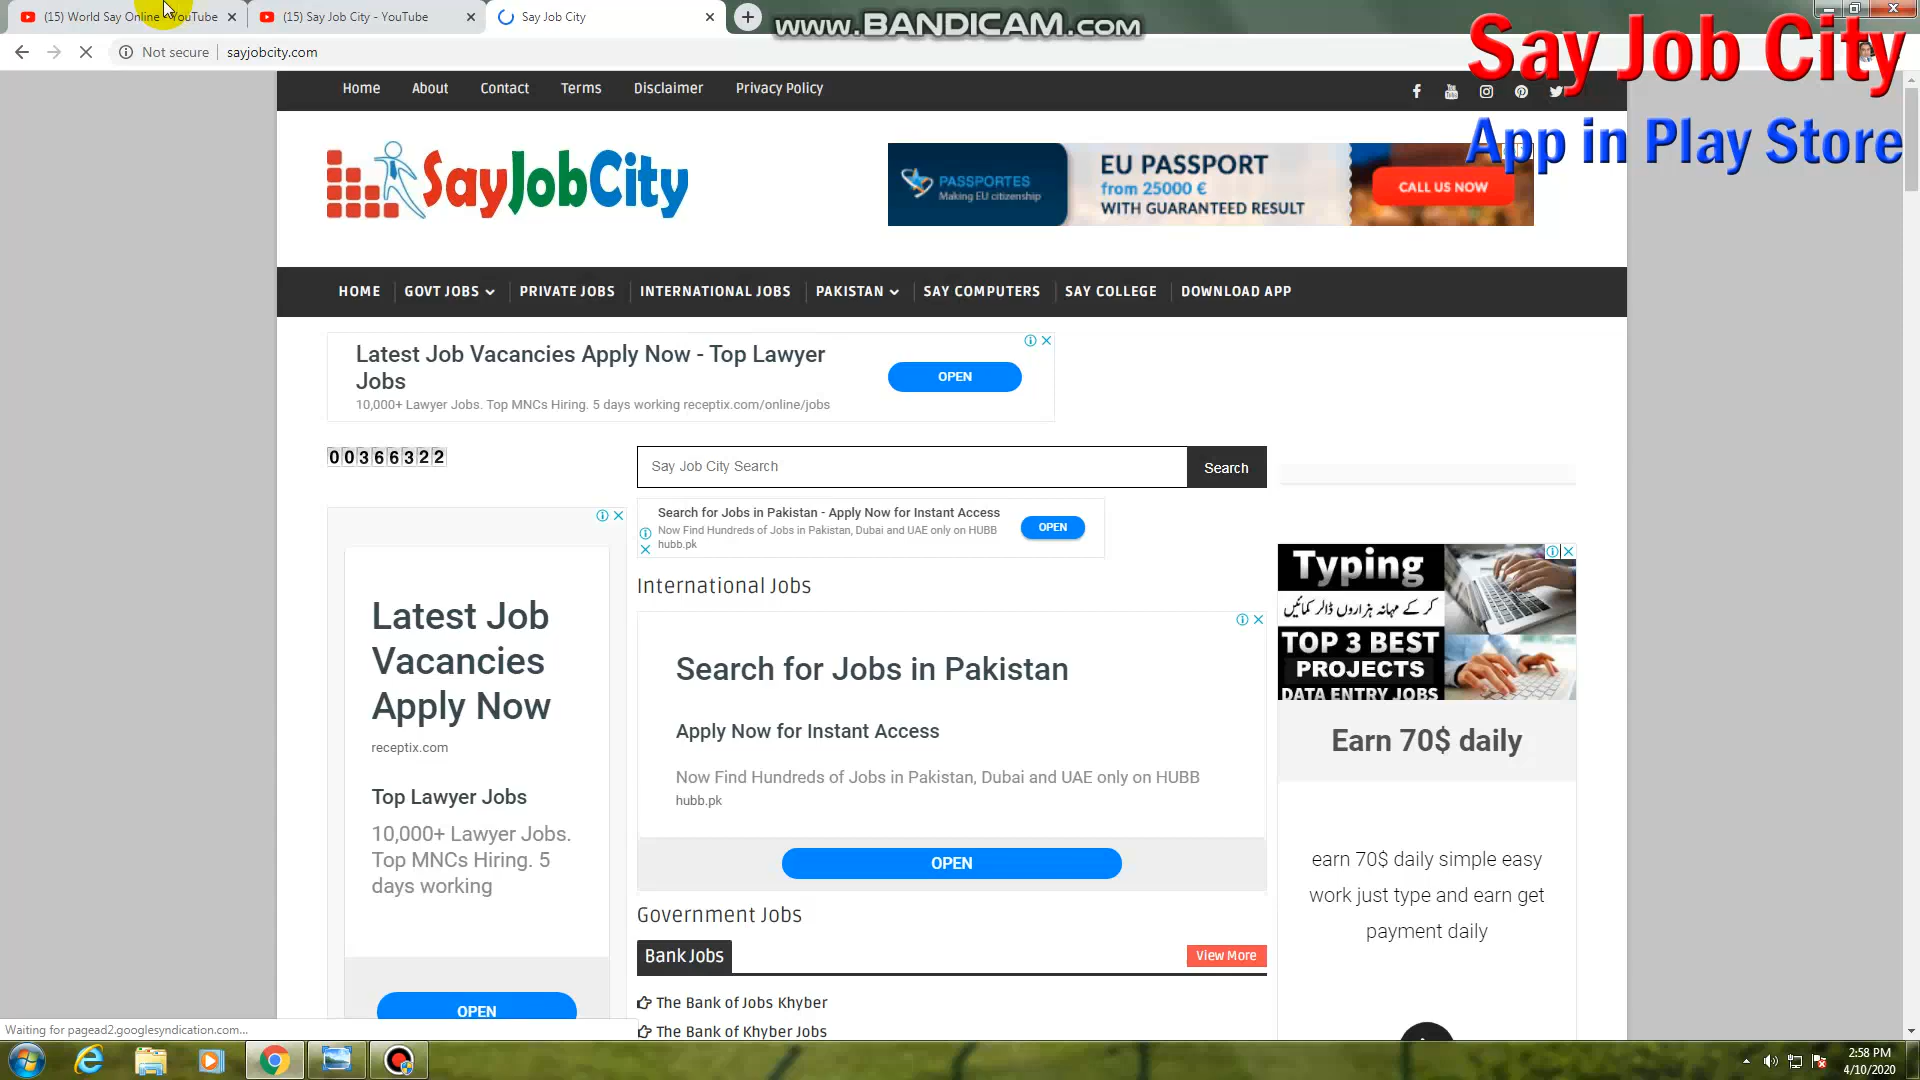 (15) World Say Online - YouTube
(15) Say Job City - YouTube
Say Job City
www.BANDICAM.com
Not secure
sayjobcity.com
Say Job City
App in Play Store
Home
About
Contact
Terms
Disclaimer
Privacy Policy
SayJobCity
PASSPORTES
Making EU citizenship
EU PASSPORT
from 25000 €
WITH GUARANTEED RESULT
CALL US NOW
HOME
GOVT JOBS
PRIVATE JOBS
INTERNATIONAL JOBS
PAKISTAN
SAY COMPUTERS
SAY COLLEGE
DOWNLOAD APP
Latest Job Vacancies Apply Now - Top Lawyer
Jobs
10,000+ Lawyer Jobs. Top MNCs Hiring. 5 days working receptix.com/online/jobs
OPEN
00366322
Say Job City Search
Search
Search for Jobs in Pakistan - Apply Now for Instant Access
Now Find Hundreds of Jobs in Pakistan, Dubai and UAE only on HUBB
hubb.pk
OPEN
International Jobs
Latest Job
Vacancies
Apply Now
receptix.com
Top Lawyer Jobs
10,000+ Lawyer Jobs.
Top MNCs Hiring. 5
days working
OPEN
Search for Jobs in Pakistan
Apply Now for Instant Access
Now Find Hundreds of Jobs in Pakistan, Dubai and UAE only on HUBB
hubb.pk
OPEN
Government Jobs
Bank Jobs
View More
The Bank of Jobs Khyber
The Bank of Khyber Jobs
Typing
کر کے ماہانہ ہزاروں ڈالر کمائیں
TOP 3 BEST
PROJECTS
DATA ENTRY JOBS
Earn 70$ daily
earn 70$ daily simple easy
work just type and earn get
payment daily
Waiting for pagead2.googlesyndication.com...
2:58 PM
4/10/2020